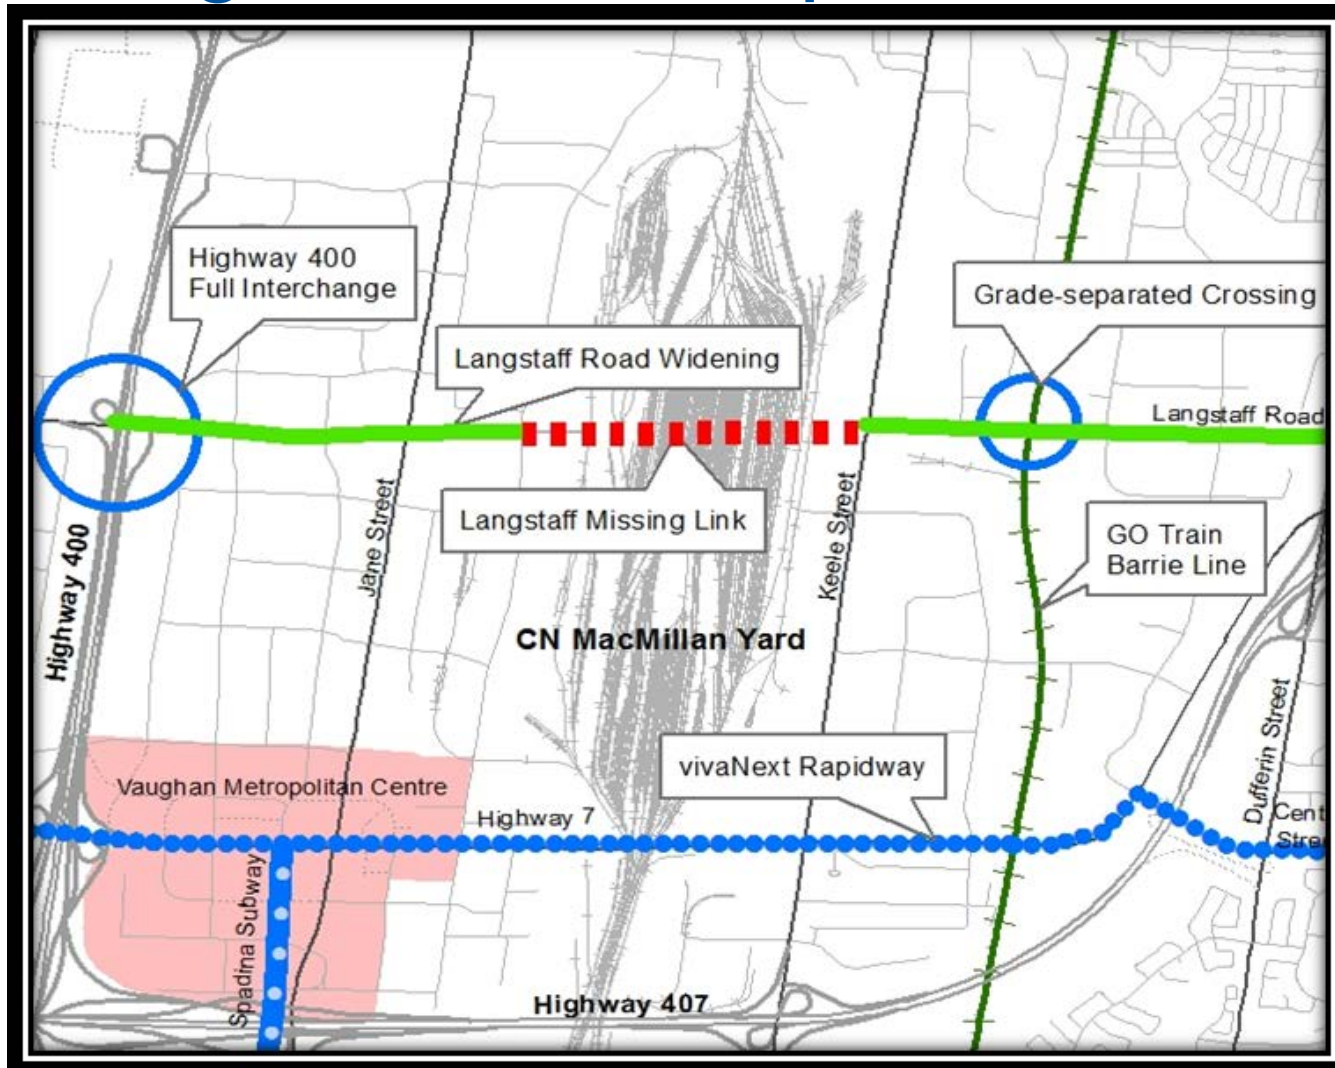 Highway 400
Full Interchange
Grade-separated Crossing
Langstaff Road Widening
Langstaff Road
Langstaff Missing Link
Jane Street
Keele Street
GO Train
Barrie Line
Highway 400
CN MacMillan Yard
Dufferin Street
vivaNext Rapidway
Vaughan Metropolitan Centre
Highway 7
Spadina Subway
Highway 407